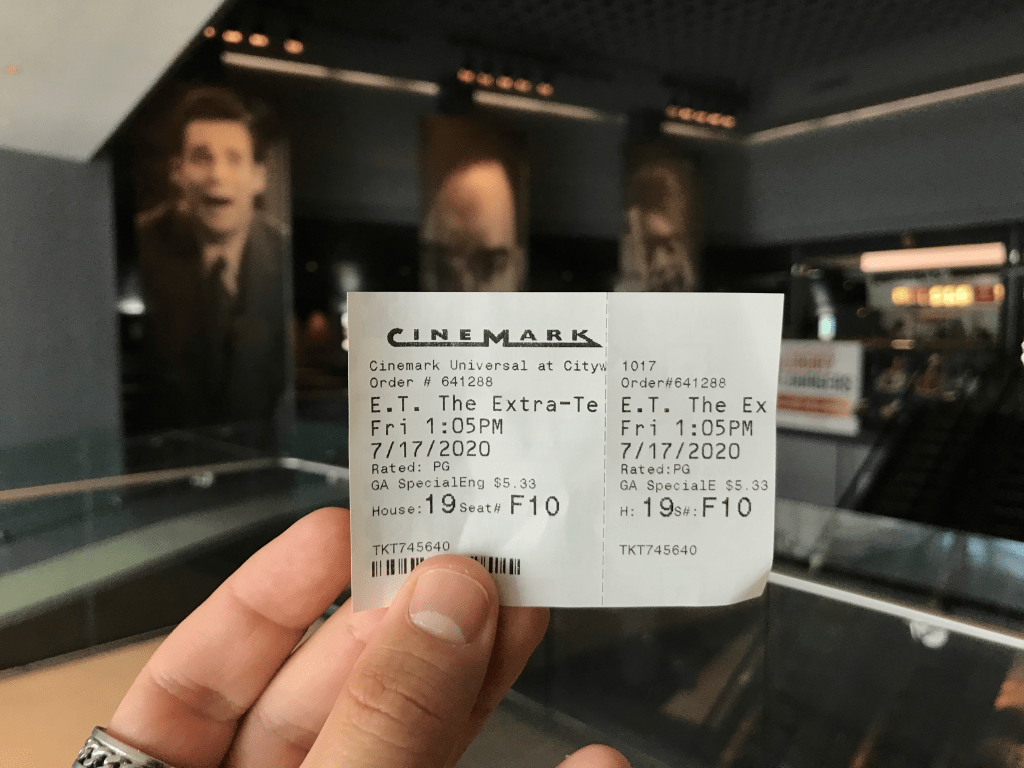 CINEMARK
Cinemark Universal at Cityw
Order # 641288
E.T. The Extra-Te
Fri 1:05PM
7/17/2020
Rated: PG
GA SpecialEng $5.33
House:19 Seat# F10
TKT745640
1017
Order#641288
E.T. The Ex
Fri 1:05PM
7/17/2020
Rated:PG
GA SpecialE $5.33
H: 19 S#: F10
TKT745640